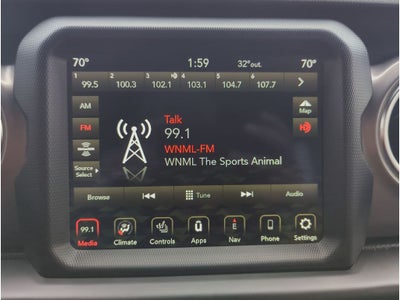 70° 1:59 32°out. 70°
1 2 3 4 5 6
99.5 100.3 102.1 103.1 104.7 107.7
AM
FM
Source
Select
Talk
99.1
WNML-FM
WNML The Sports Animal
Map
HD
Browse Tune Audio
99.1 E
Media Climate Controls Apps Nav Phone Settings